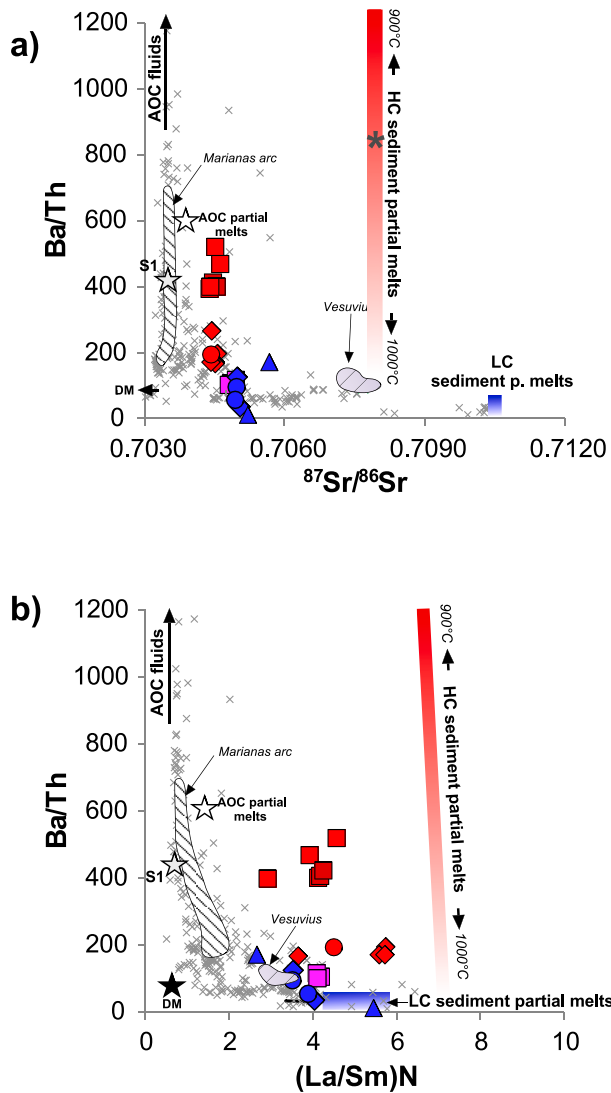 a)
1200
1000
800
600
400
200
0
Ba/Th
AOC fluids
Marianas arc
AOC partial
melts
S1
DM
Vesuviu
900°C
HC sediment partial melts
1000°C
LC
sediment p. melts
0.7030
0.7060
0.7090
0.7120
87Sr/86Sr
b)
1200
1000
800
600
400
200
0
Ba/Th
AOC fluids
Marianas arc
AOC partial
melts
S1
DM
Vesuvius
900°C
HC sediment partial melts
1000°C
LC sediment partial melts
0
2
4
6
8
10
(La/Sm)N